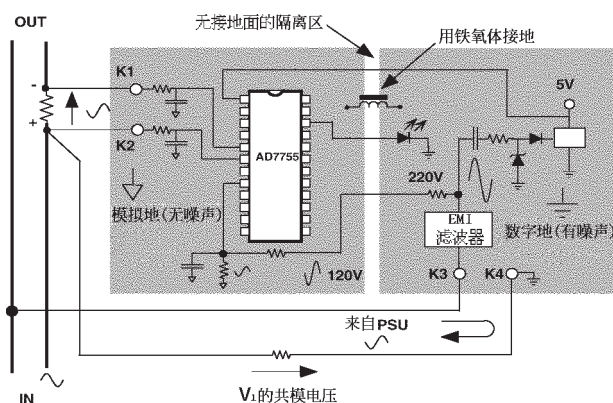 OUT
无接地面的隔离区
用铁氧体接地
-
K1
5V
+
K2
AD7755
220V
模拟地(无噪声)
EMI
滤波器
数字地(有噪声)
120V
K3
K4
来自PSU
V₁的共模电压
IN